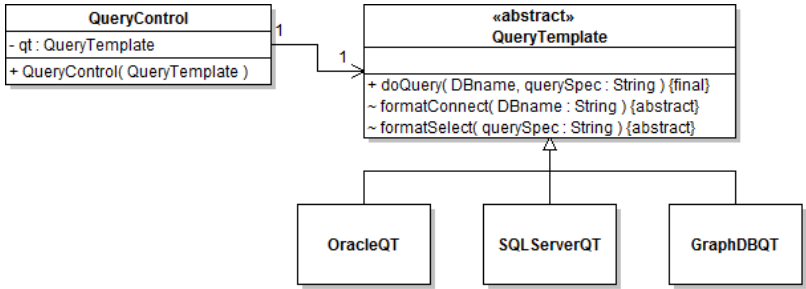 QueryControl
- qt : QueryTemplate
+ QueryControl( QueryTemplate )
1
1
«abstract»
QueryTemplate
+ doQuery( DBname, querySpec : String ) {final}
~ formatConnect( DBname : String ) {abstract}
~ formatSelect( querySpec : String ) {abstract}
OracleQT
SQLServerQT
GraphDBQT